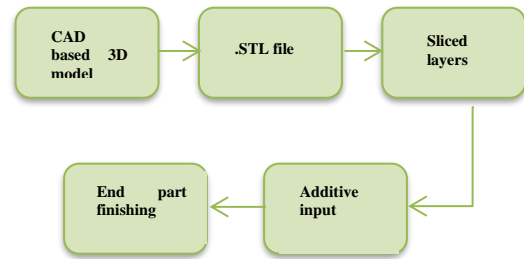 CAD
based 3D
model
.STL file
Sliced
layers
End part
finishing
Additive
input